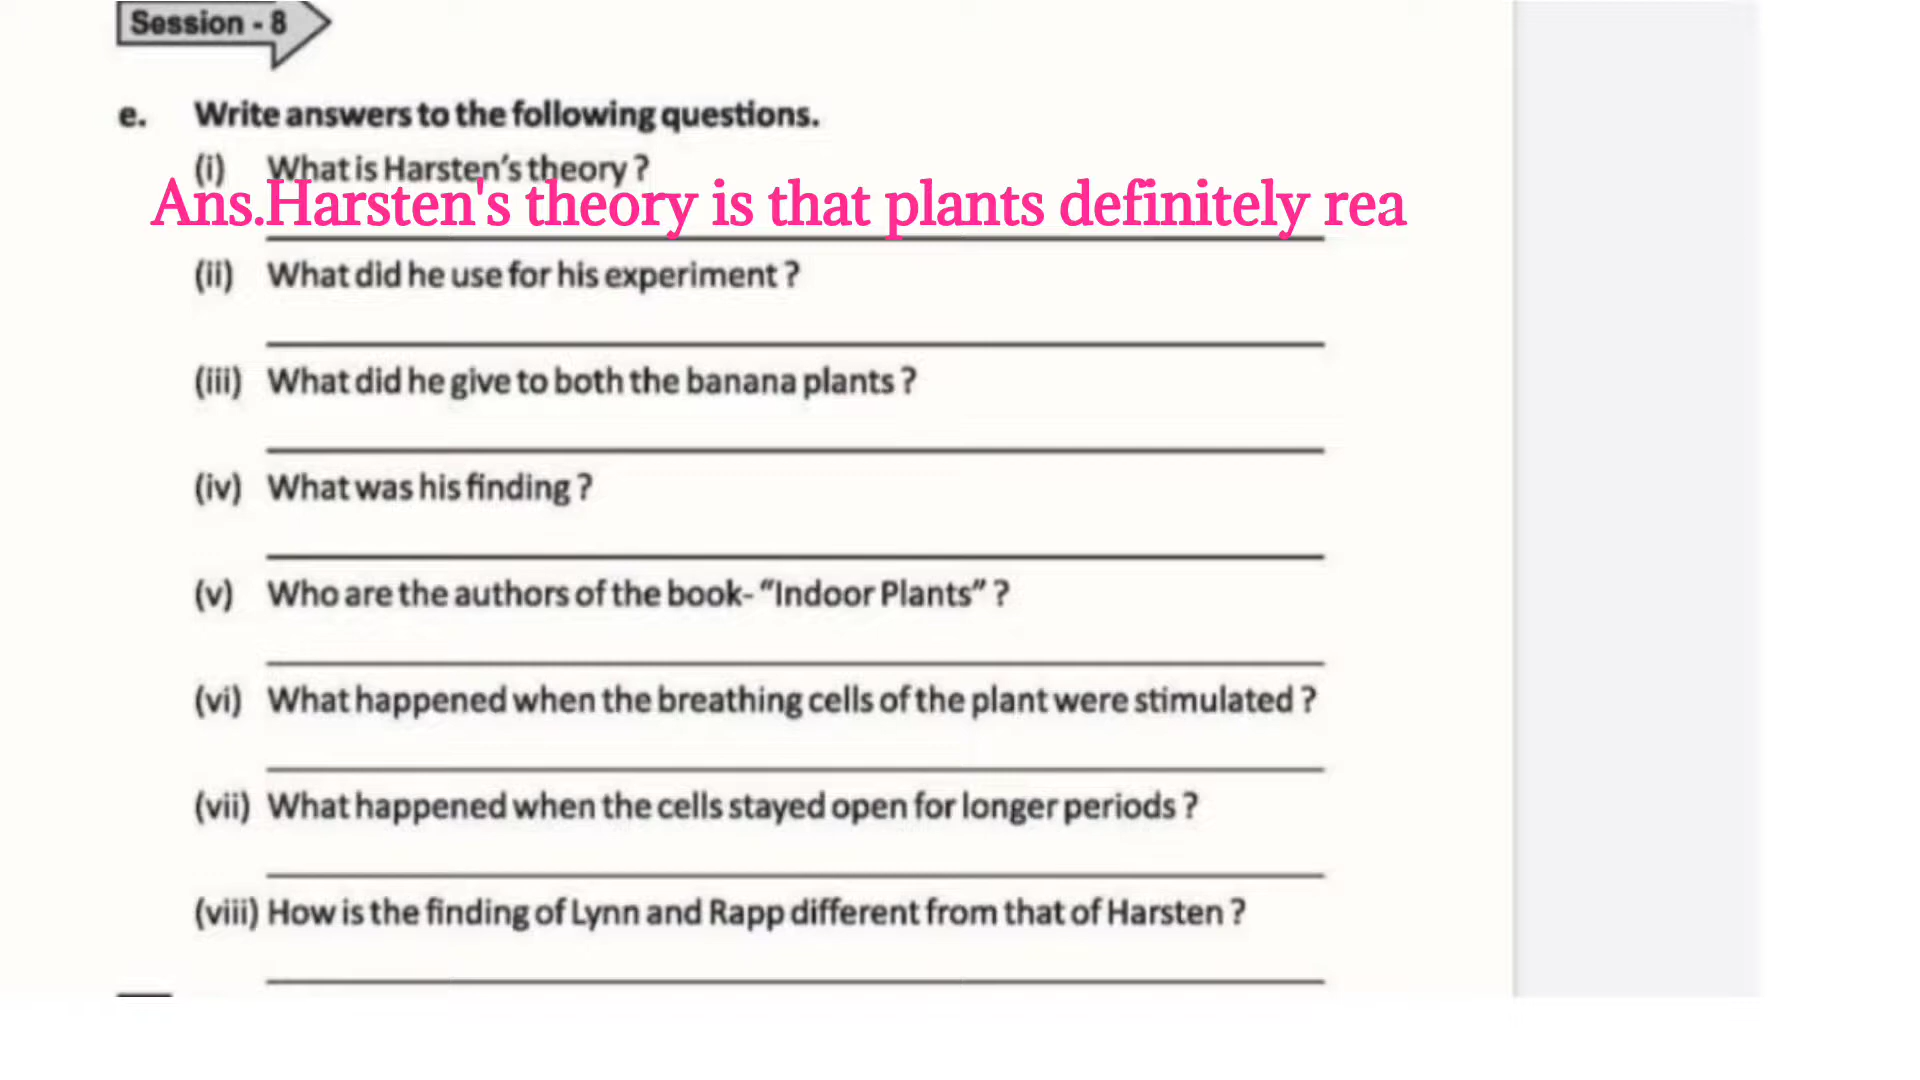 Session - 8
e. Write answers to the following questions.
(i) What is Harsten's theory ?
Ans.Harsten's theory is that plants definitely rea
(ii) What did he use for his experiment ?
(iii) What did he give to both the banana plants ?
(iv) What was his finding ?
(v) Who are the authors of the book- “Indoor Plants” ?
(vi) What happened when the breathing cells of the plant were stimulated ?
(vii) What happened when the cells stayed open for longer periods ?
(viii) How is the finding of Lynn and Rapp different from that of Harsten ?